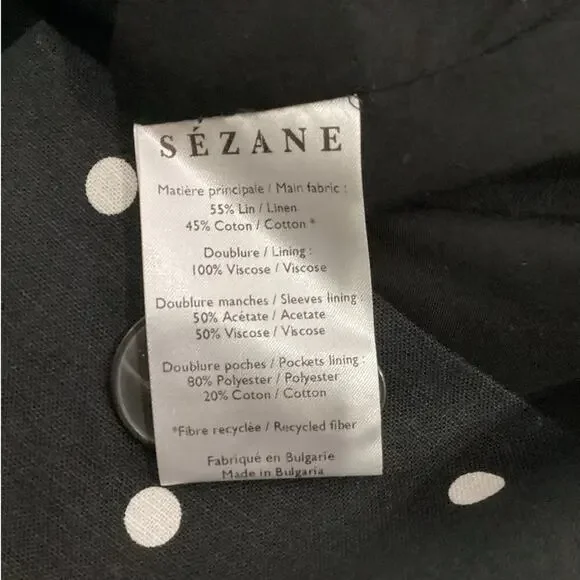 SÉZANE
Matière principale / Main fabric :
55% Lin / Linen
45% Coton / Cotton *
Doublure / Lining :
100% Viscose / Viscose
Doublure manches / Sleeves lining :
50% Acétate / Acetate
50% Viscose / Viscose
Doublure poches / Pockets lining :
80% Polyester / Polyester
20% Coton / Cotton
*Fibre recyclée / Recycled fiber
Fabriqué en Bulgarie
Made in Bulgaria